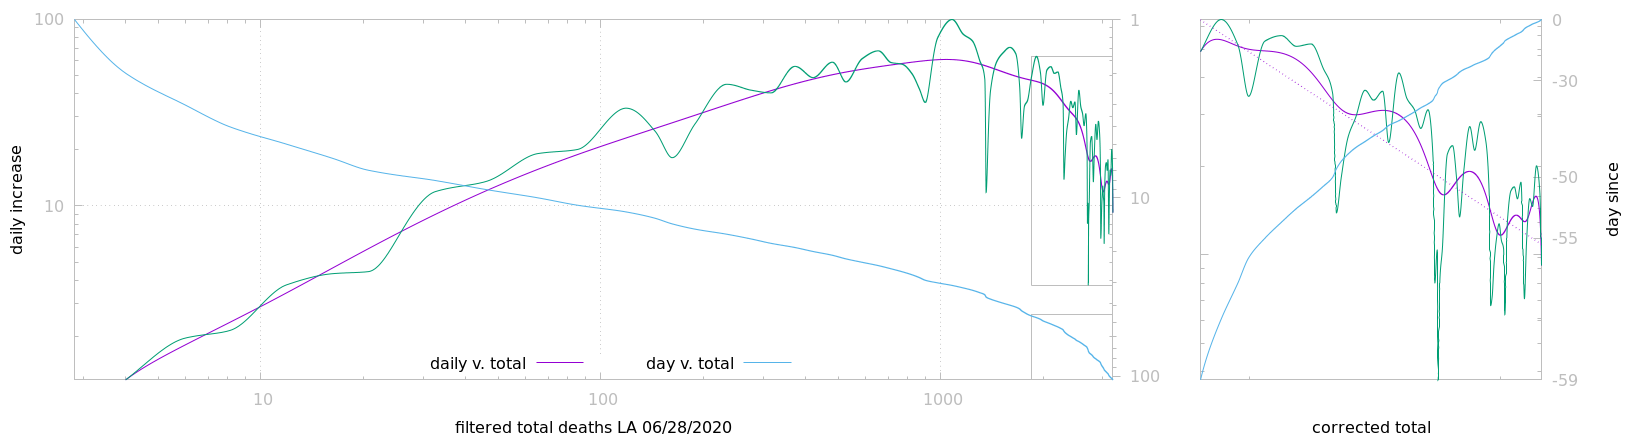 100
10
daily increase
10
100
1000
daily v. total
day v. total
filtered total deaths LA 06/28/2020
1
10
100
0
-30
-50
-55
-59
day since
corrected total